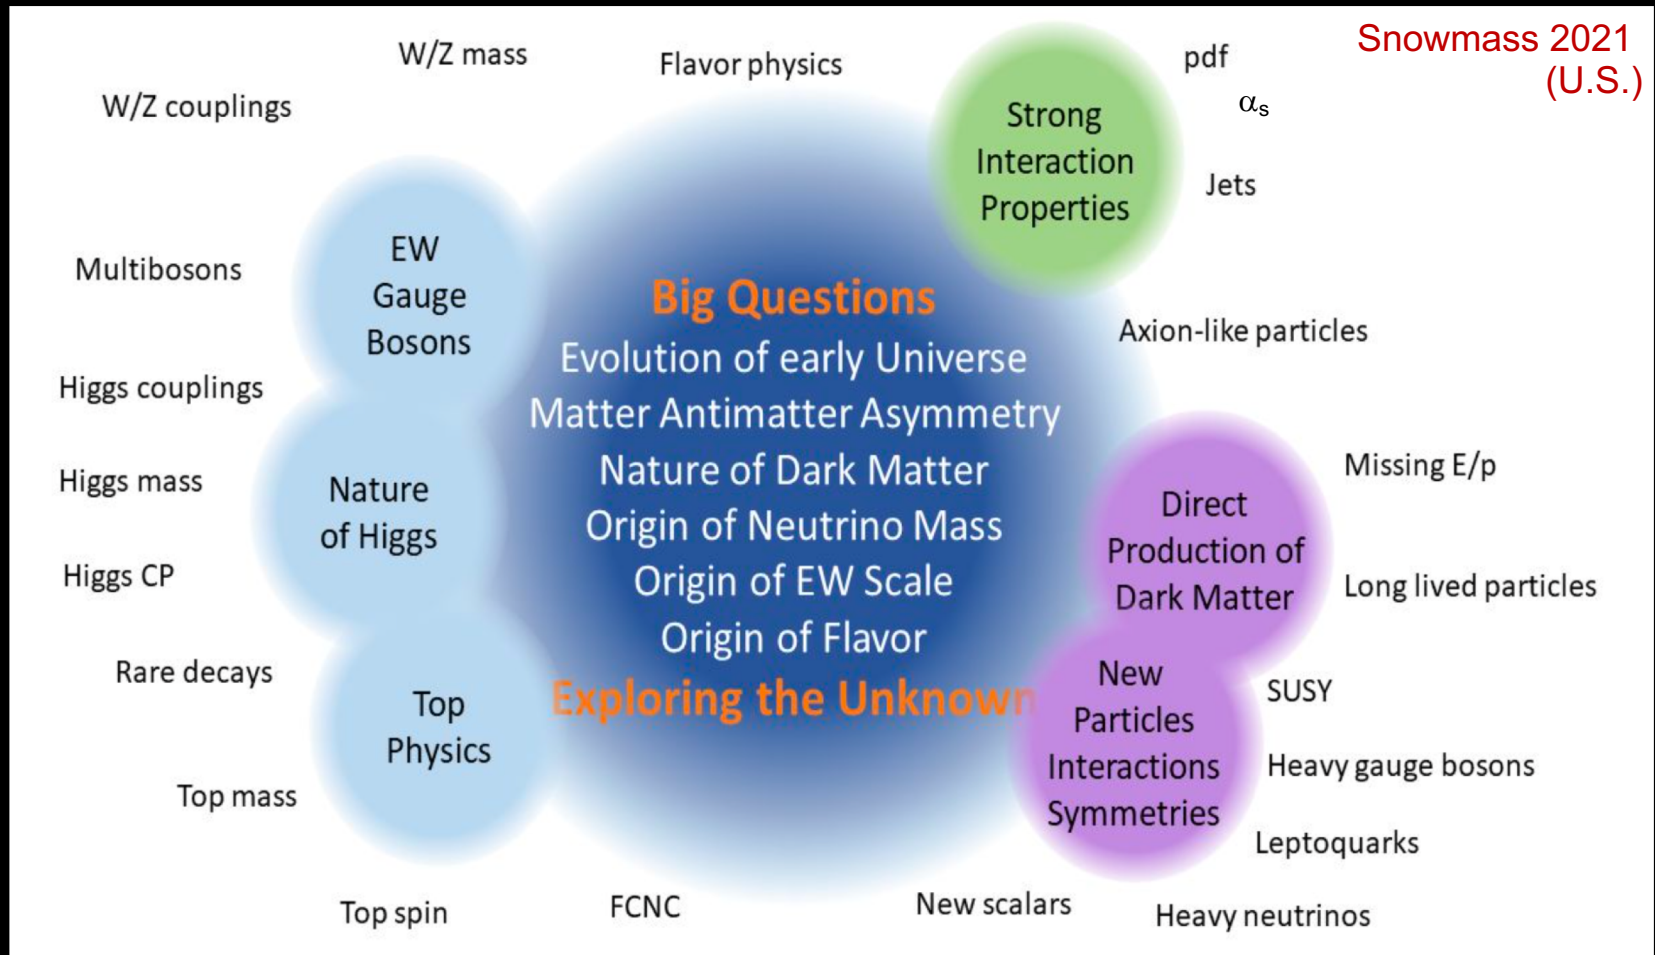 Snowmass 2021
(U.S.)
W/Z mass
Flavor physics
pdf
W/Z couplings
αs
Jets
Strong
Interaction
Properties
EW
Gauge
Bosons
Multibosons
Axion-like particles
Higgs couplings
Higgs mass
Higgs CP
Nature
of Higgs
Big Questions
Evolution of early Universe
Matter Antimatter Asymmetry
Nature of Dark Matter
Origin of Neutrino Mass
Origin of EW Scale
Origin of Flavor
Exploring the Unknown
Direct
Production of
Dark Matter
Missing E/p
Long lived particles
Rare decays
Top
Physics
Top mass
New
Particles
Interactions
Symmetries
SUSY
Heavy gauge bosons
Leptoquarks
Top spin
FCNC
New scalars
Heavy neutrinos